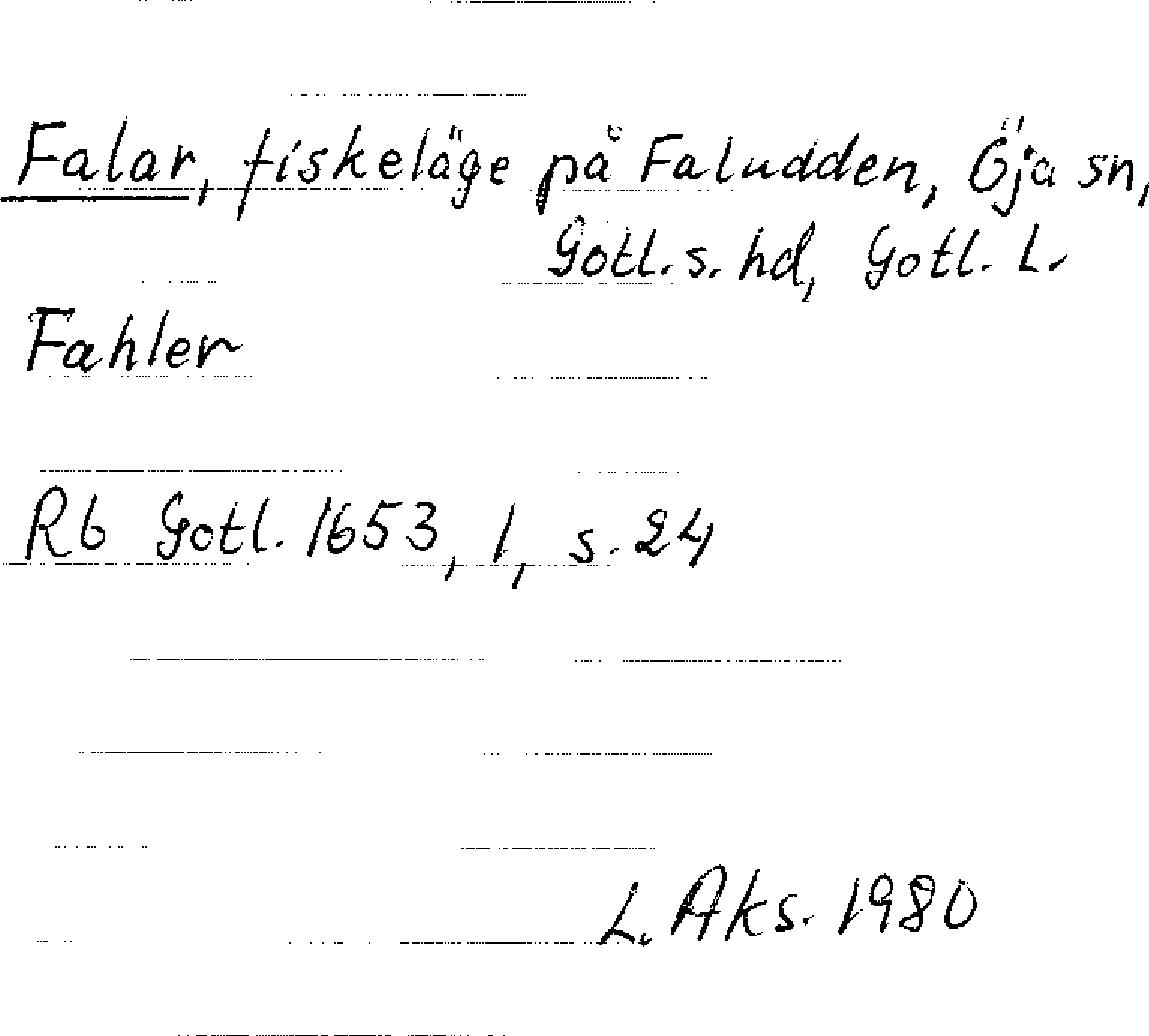 Falar, fiskeläge på Faludden, Öja sn,
Gotl. s. hd, Gotl. L.
Fahler
Rb Gotl. 1653, 1, s. 24
L. Aks. 1980